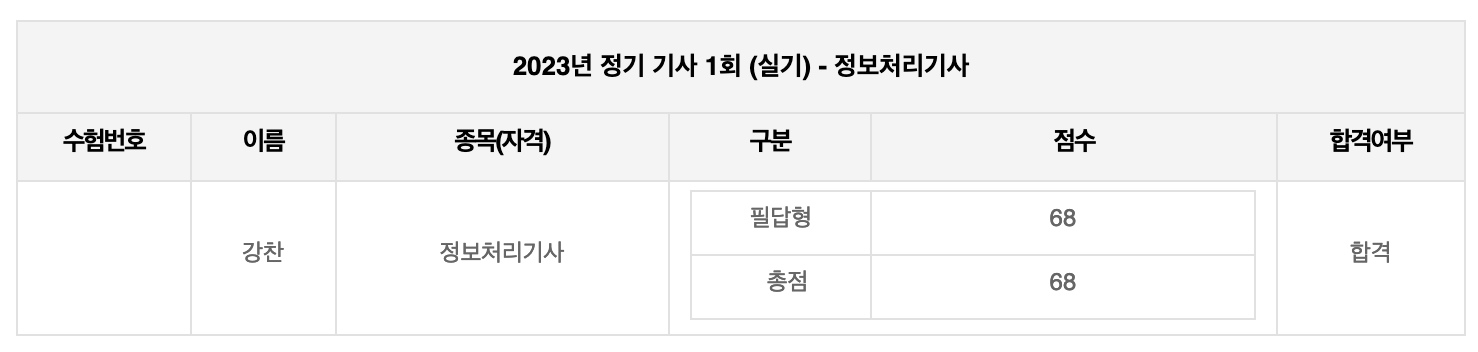 2023년 정기 기사 1회 (실기) - 정보처리기사
수험번호 이름 종목(자격) 구분 점수 합격여부
필답형 68
강찬 정보처리기사 합격
총점 68